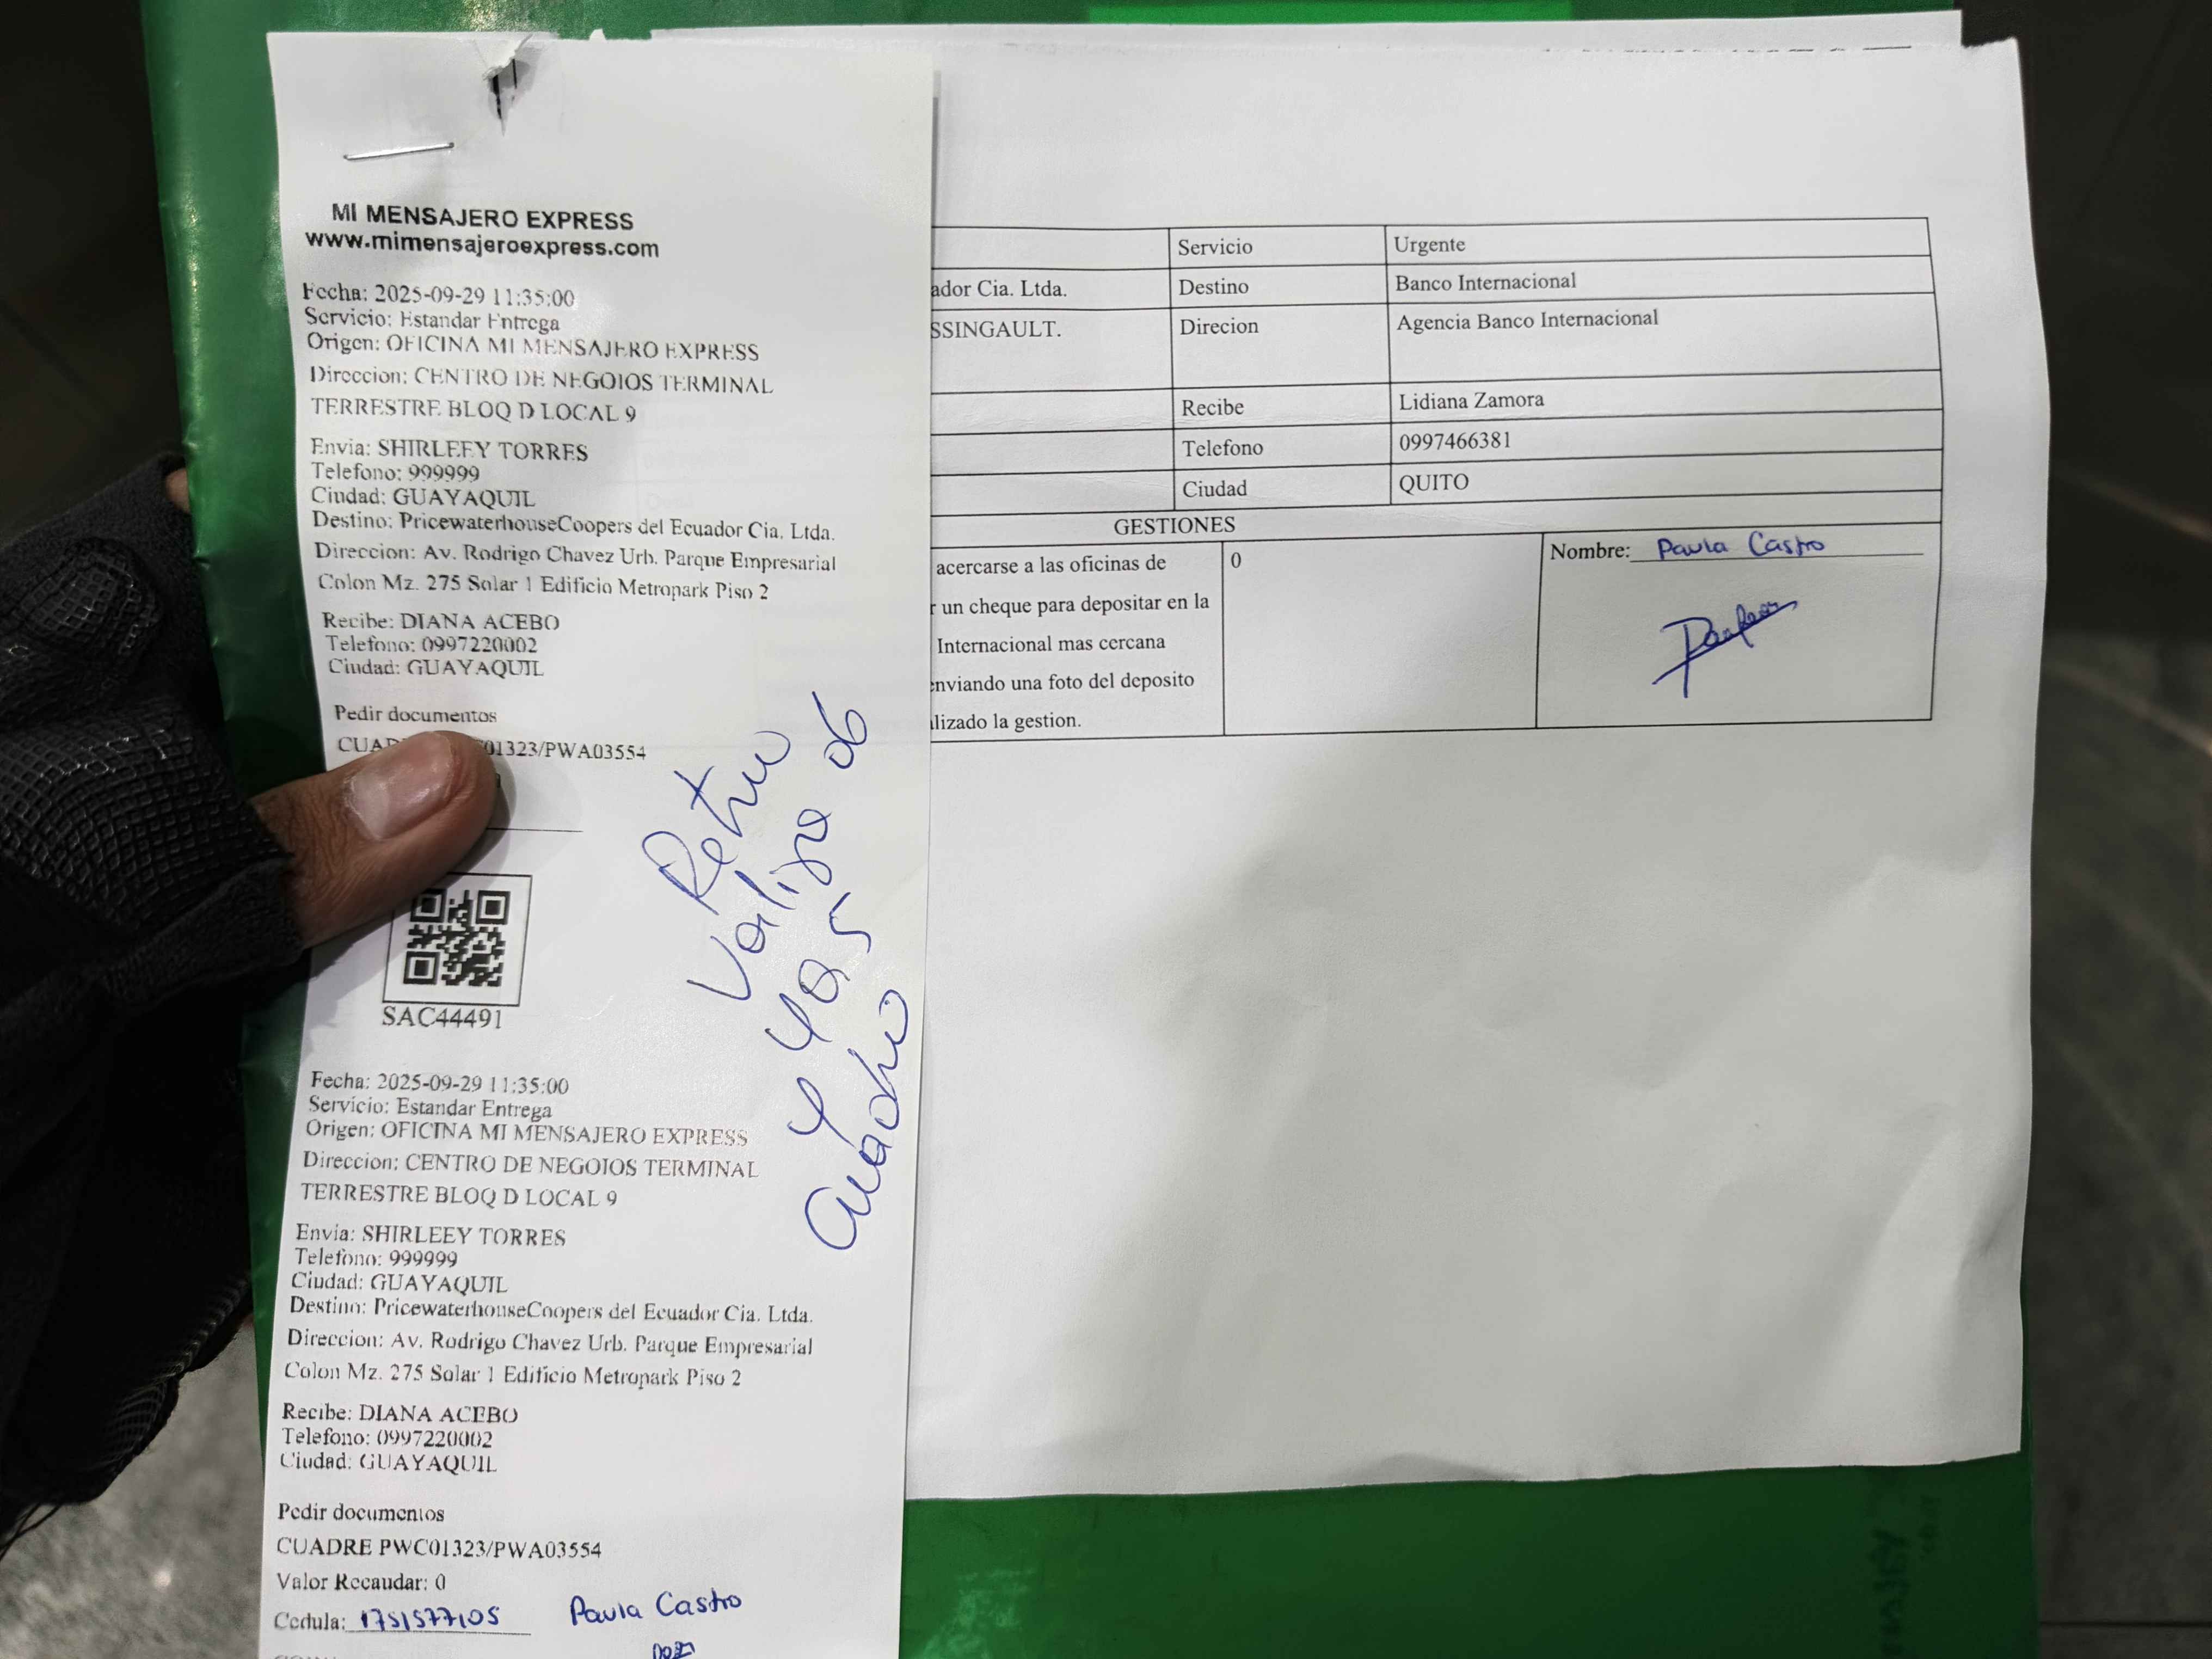 MI MENSAJERO EXPRESS
www.mimensajeroexpress.com
Fecha: 2025-09-29 11:35:00
Servicio: Estandar Entrega
Origen: OFICINA MI MENSAJERO EXPRESS
Direccion: CENTRO DE NEGOIOS TERMINAL
TERRESTRE BLOQ D LOCAL 9
Envia: SHIRLEEY TORRES
Telefono: 999999
Ciudad: GUAYAQUIL
Destino: PricewaterhouseCoopers del Ecuador Cia. Ltda.
Direccion: Av. Rodrigo Chavez Urb. Parque Empresarial
Colon Mz. 275 Solar 1 Edificio Metropark Piso 2
Recibe: DIANA ACEBO
Telefono: 0997220002
Ciudad: GUAYAQUIL
Pedir documentos
01323/PWA03554
SAC44491
Retiro
Valija 06
Y
Cuadro
Fecha: 2025-09-29 11:35:00
Servicio: Estandar Entrega
Origen: OFICINA MI MENSAJERO EXPRESS
Direccion: CENTRO DE NEGOIOS TERMINAL
TERRESTRE BLOQ D LOCAL 9
Envia: SHIRLEEY TORRES
Telefono: 999999
Ciudad: GUAYAQUIL
Destino: PricewaterhouseCoopers del Ecuador Cia. Ltda.
Direccion: Av. Rodrigo Chavez Urb. Parque Empresarial
Colon Mz. 275 Solar 1 Edificio Metropark Piso 2
Recibe: DIANA ACEBO
Telefono: 0997220002
Ciudad: GUAYAQUIL
Pedir documentos
CUADRE PWC01323/PWA03554
Valor Recaudar: 0
Cedula: 1751577105 Paula Castro
Servicio Urgente
ador Cia. Ltda. Destino Banco Internacional
SSINGAULT. Direcion Agencia Banco Internacional
Recibe Lidiana Zamora
Telefono 0997466381
Ciudad QUITO
GESTIONES
acercarse a las oficinas de 0 Nombre: Paula Castro
r un cheque para depositar en la
Internacional mas cercana
enviando una foto del deposito
lizado la gestion.